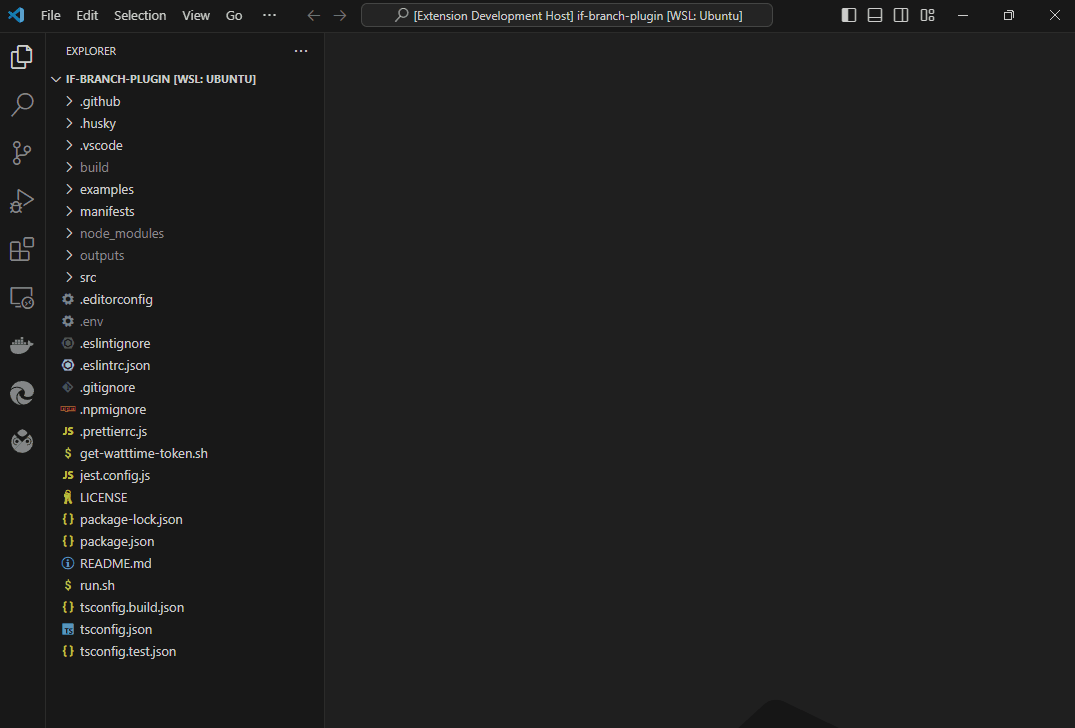 File Edit Selection View Go ··· [Extension Development Host] if-branch-plugin [WSL: Ubuntu]
EXPLORER ···
IF-BRANCH-PLUGIN [WSL: UBUNTU]
.github
.husky
.vscode
build
examples
manifests
node_modules
outputs
src
.editorconfig
.env
.eslintignore
.eslintrc.json
.gitignore
.npmignore
JS .prettierrc.js
$ get-watttime-token.sh
JS jest.config.js
LICENSE
{} package-lock.json
{} package.json
README.md
$ run.sh
{} tsconfig.build.json
TS tsconfig.json
{} tsconfig.test.json